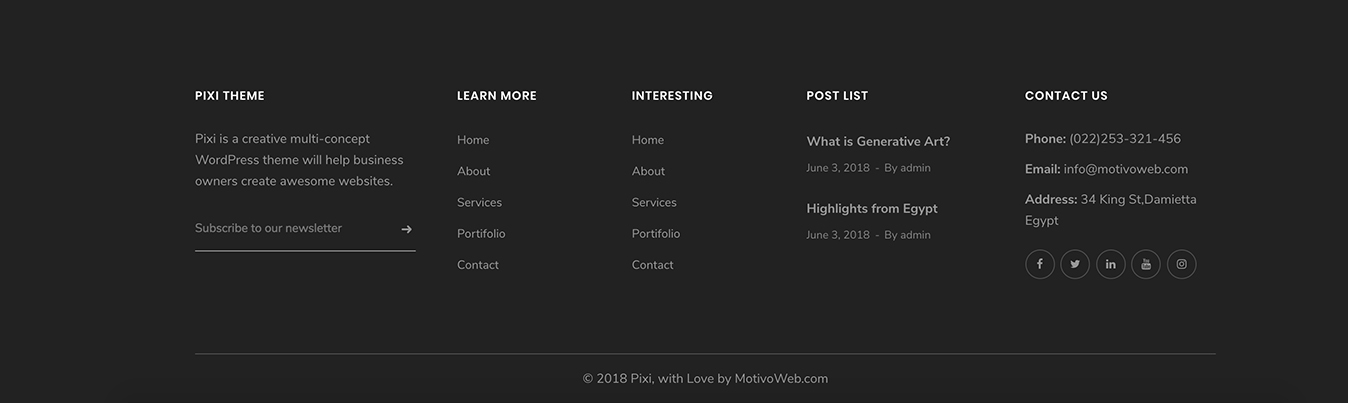 PIXI THEME
Pixi is a creative multi-concept
WordPress theme will help business
owners create awesome websites.
Subscribe to our newsletter
LEARN MORE
Home
About
Services
Portifolio
Contact
INTERESTING
Home
About
Services
Portifolio
Contact
POST LIST
What is Generative Art?
June 3, 2018 - By admin
Highlights from Egypt
June 3, 2018 - By admin
CONTACT US
Phone: (022)253-321-456
Email: info@motivoweb.com
Address: 34 King St,Damietta
Egypt
© 2018 Pixi, with Love by MotivoWeb.com